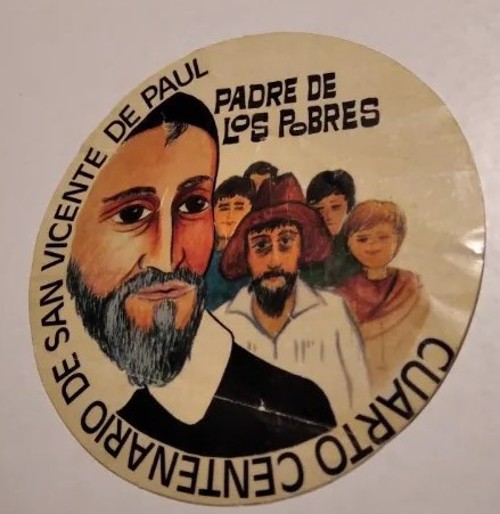 PADRE DE
LOS POBRES
CUARTO CENTENARIO DE SAN VICENTE DE PAUL